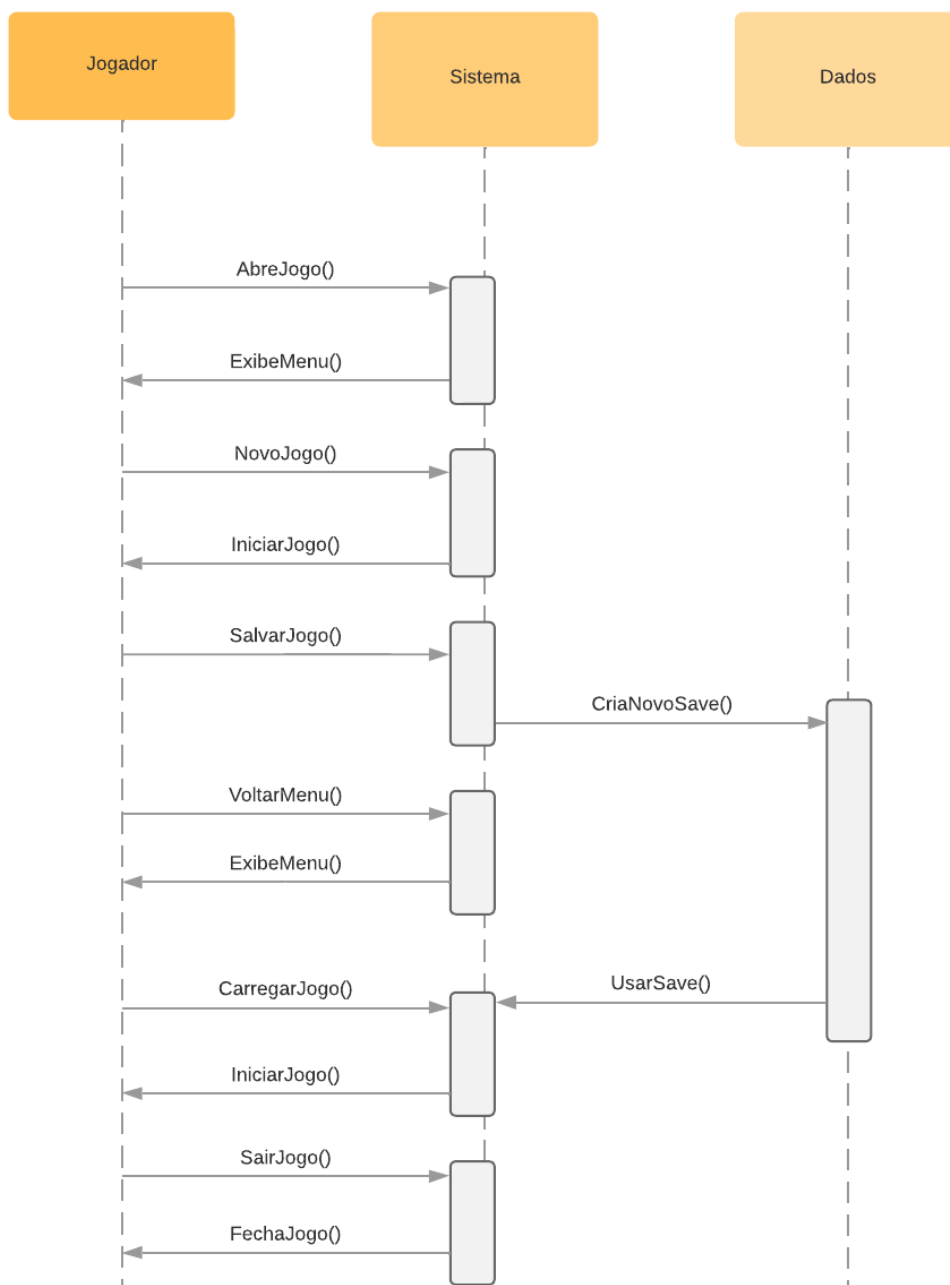 Jogador
Sistema
Dados
AbreJogo()
ExibeMenu()
NovoJogo()
IniciarJogo()
SalvarJogo()
CriaNovoSave()
VoltarMenu()
ExibeMenu()
CarregarJogo()
UsarSave()
IniciarJogo()
SairJogo()
FechaJogo()